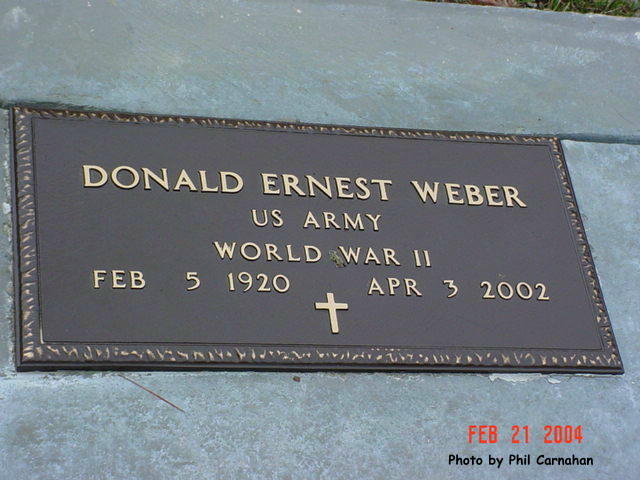 DONALD ERNEST WEBER
US ARMY
WORLD WAR II
FEB 5 1920 APR 3 2002
FEB 21 2004
Photo by Phil Carnahan